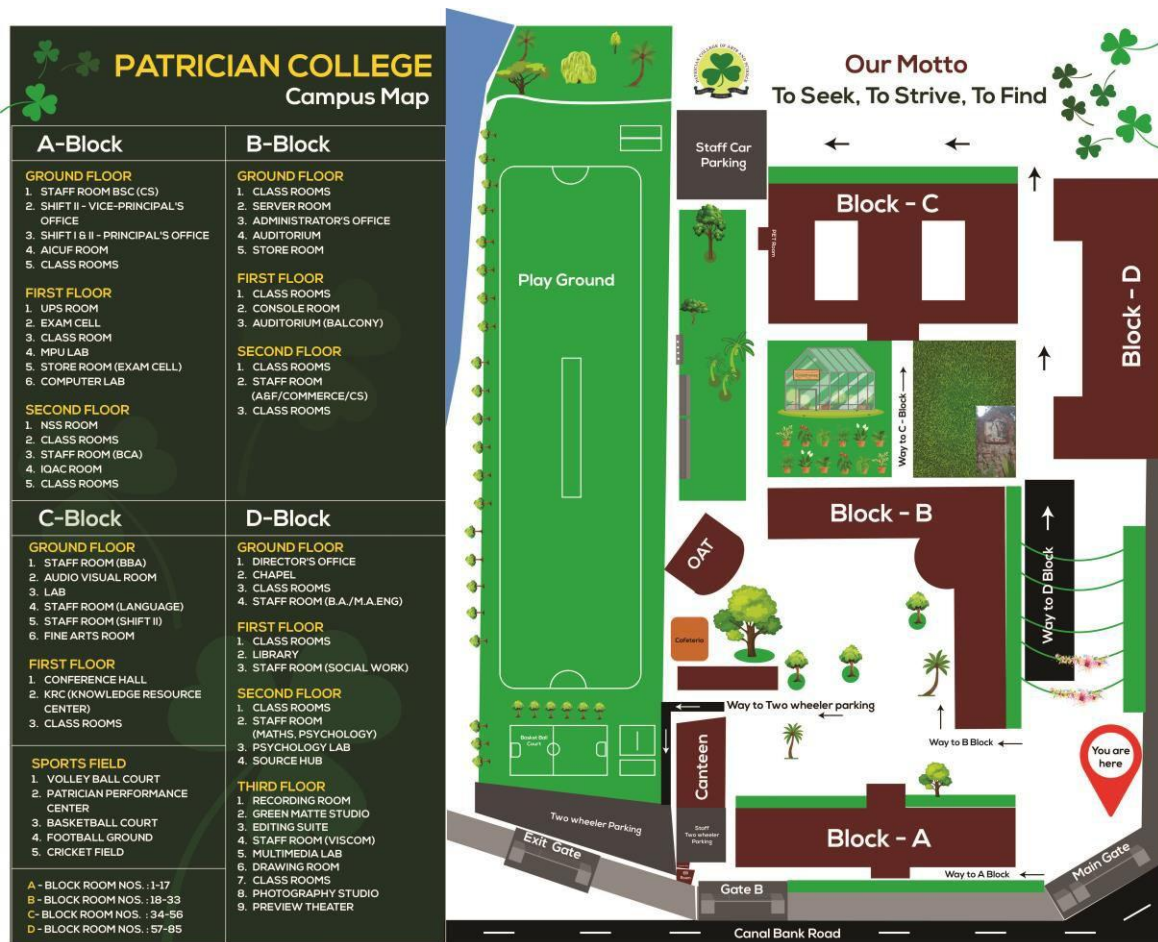 PATRICIAN COLLEGE
Campus Map
A-Block
GROUND FLOOR
1. STAFF ROOM BSC (CS)
2. SHIFT II - VICE-PRINCIPAL'S
OFFICE
3. SHIFT I & II - PRINCIPAL'S OFFICE
4. AICUF ROOM
5. CLASS ROOMS
FIRST FLOOR
1. UPS ROOM
2. EXAM CELL
3. CLASS ROOM
4. MPU LAB
5. STORE ROOM (EXAM CELL)
6. COMPUTER LAB
SECOND FLOOR
1. NSS ROOM
2. CLASS ROOMS
3. STAFF ROOM (BCA)
4. IQAC ROOM
5. CLASS ROOMS
B-Block
GROUND FLOOR
1. CLASS ROOMS
2. SERVER ROOM
3. ADMINISTRATOR'S OFFICE
4. AUDITORIUM
5. STORE ROOM
FIRST FLOOR
1. CLASS ROOMS
2. CONSOLE ROOM
3. AUDITORIUM (BALCONY)
SECOND FLOOR
1. CLASS ROOMS
2. STAFF ROOM
(A&F/COMMERCE/CS)
3. CLASS ROOMS
C-Block
GROUND FLOOR
1. STAFF ROOM (BBA)
2. AUDIO VISUAL ROOM
3. LAB
4. STAFF ROOM (LANGUAGE)
5. STAFF ROOM (SHIFT II)
6. FINE ARTS ROOM
FIRST FLOOR
1. CONFERENCE HALL
2. KRC (KNOWLEDGE RESOURCE
CENTER)
3. CLASS ROOMS
SPORTS FIELD
1. VOLLEY BALL COURT
2. PATRICIAN PERFORMANCE
CENTER
3. BASKETBALL COURT
4. FOOTBALL GROUND
5. CRICKET FIELD
A - BLOCK ROOM NOS. : 1-17
B - BLOCK ROOM NOS. : 18-33
C- BLOCK ROOM NOS. : 34-56
D - BLOCK ROOM NOS. : 57-85
D-Block
GROUND FLOOR
1. DIRECTOR'S OFFICE
2. CHAPEL
3. CLASS ROOMS
4. STAFF ROOM (B.A./M.A.ENG)
FIRST FLOOR
1. CLASS ROOMS
2. LIBRARY
3. STAFF ROOM (SOCIAL WORK)
SECOND FLOOR
1. CLASS ROOMS
2. STAFF ROOM
(MATHS, PSYCHOLOGY)
3. PSYCHOLOGY LAB
4. SOURCE HUB
THIRD FLOOR
1. RECORDING ROOM
2. GREEN MATTE STUDIO
3. EDITING SUITE
4. STAFF ROOM (VISCOM)
5. MULTIMEDIA LAB
6. DRAWING ROOM
7. CLASS ROOMS
8. PHOTOGRAPHY STUDIO
9. PREVIEW THEATER
PATRICIAN COLLEGE OF ARTS AND SCIENCE
Our Motto
To Seek, To Strive, To Find
Staff Car
Parking
Block - C
PET Room
Block - D
Play Ground
Way to C - Block
Block - B
OAT
Way to D Block
Cafeteria
Way to Two wheeler parking
Basket Ball
Court
Way to B Block
You are
here
Canteen
Two wheeler Parking
Staff
Two wheeler
Parking
Block - A
Exit Gate
Way to A Block
Main Gate
Gate B
Canal Bank Road